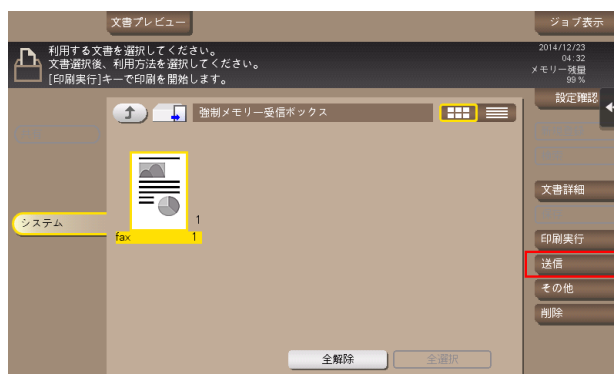 文書プレビュー
ジョブ表示
利用する文書を選択してください。
文書選択後、利用方法を選択してください。
[印刷実行]キーで印刷を開始します。
2014/12/23
04:32
メモリー残量
99 %
設定確認
強制メモリー受信ボックス
文書詳細
システム
1
fax 1
印刷実行
送信
その他
削除
全解除
全選択